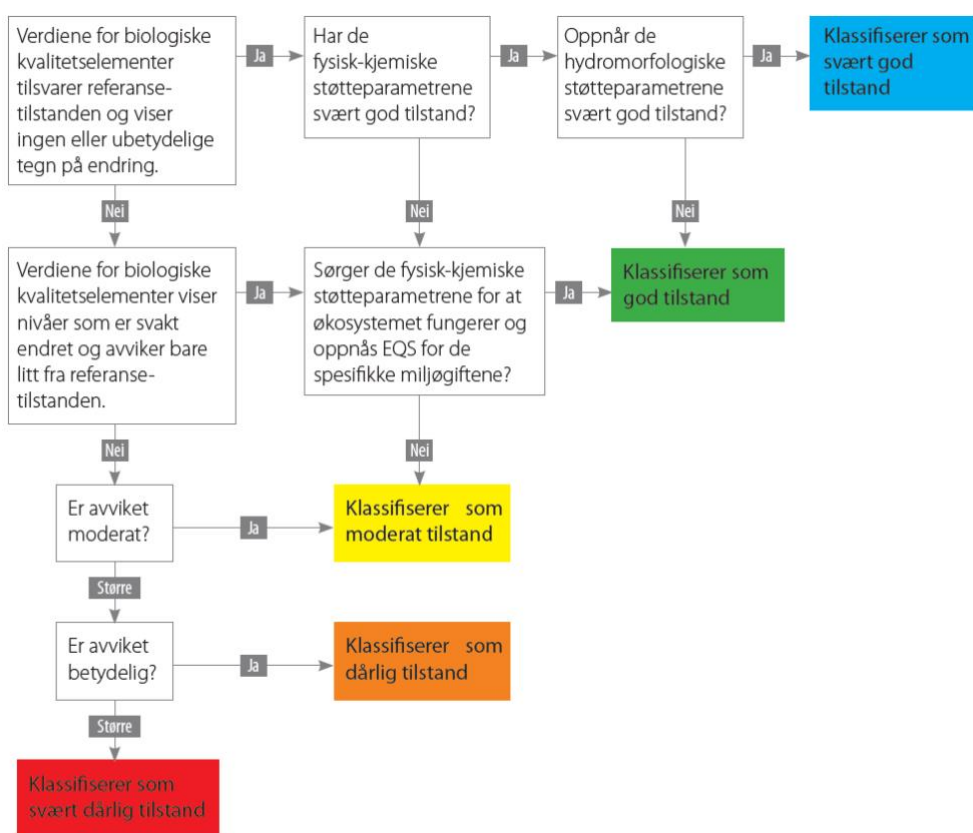 Verdiene for biologiske
kvalitetselementer
tilsvarer referanse-
tilstanden og viser
ingen eller ubetydelige
tegn på endring.
Ja
Har de
fysisk-kjemiske
støtteparametrene
svært god tilstand?
Ja
Oppnår de
hydromorfologiske
støtteparametrene
svært god tilstand?
Ja
Klassifiserer som
svært god
tilstand
Nei
Nei
Nei
Verdiene for biologiske
kvalitetselementer viser
nivåer som er svakt
endret og avviker bare
litt fra referanse-
tilstanden.
Ja
Sørger de fysisk-kjemiske
støtteparametrene for at
økosystemet fungerer og
oppnås EQS for de
spesifikke miljøgiftene?
Ja
Klassifiserer som
god tilstand
Nei
Nei
Er avviket
moderat?
Ja
Klassifiserer som
moderat tilstand
Større
Er avviket
betydelig?
Ja
Klassifiserer som
dårlig tilstand
Større
Klassifiserer som
svært dårlig tilstand